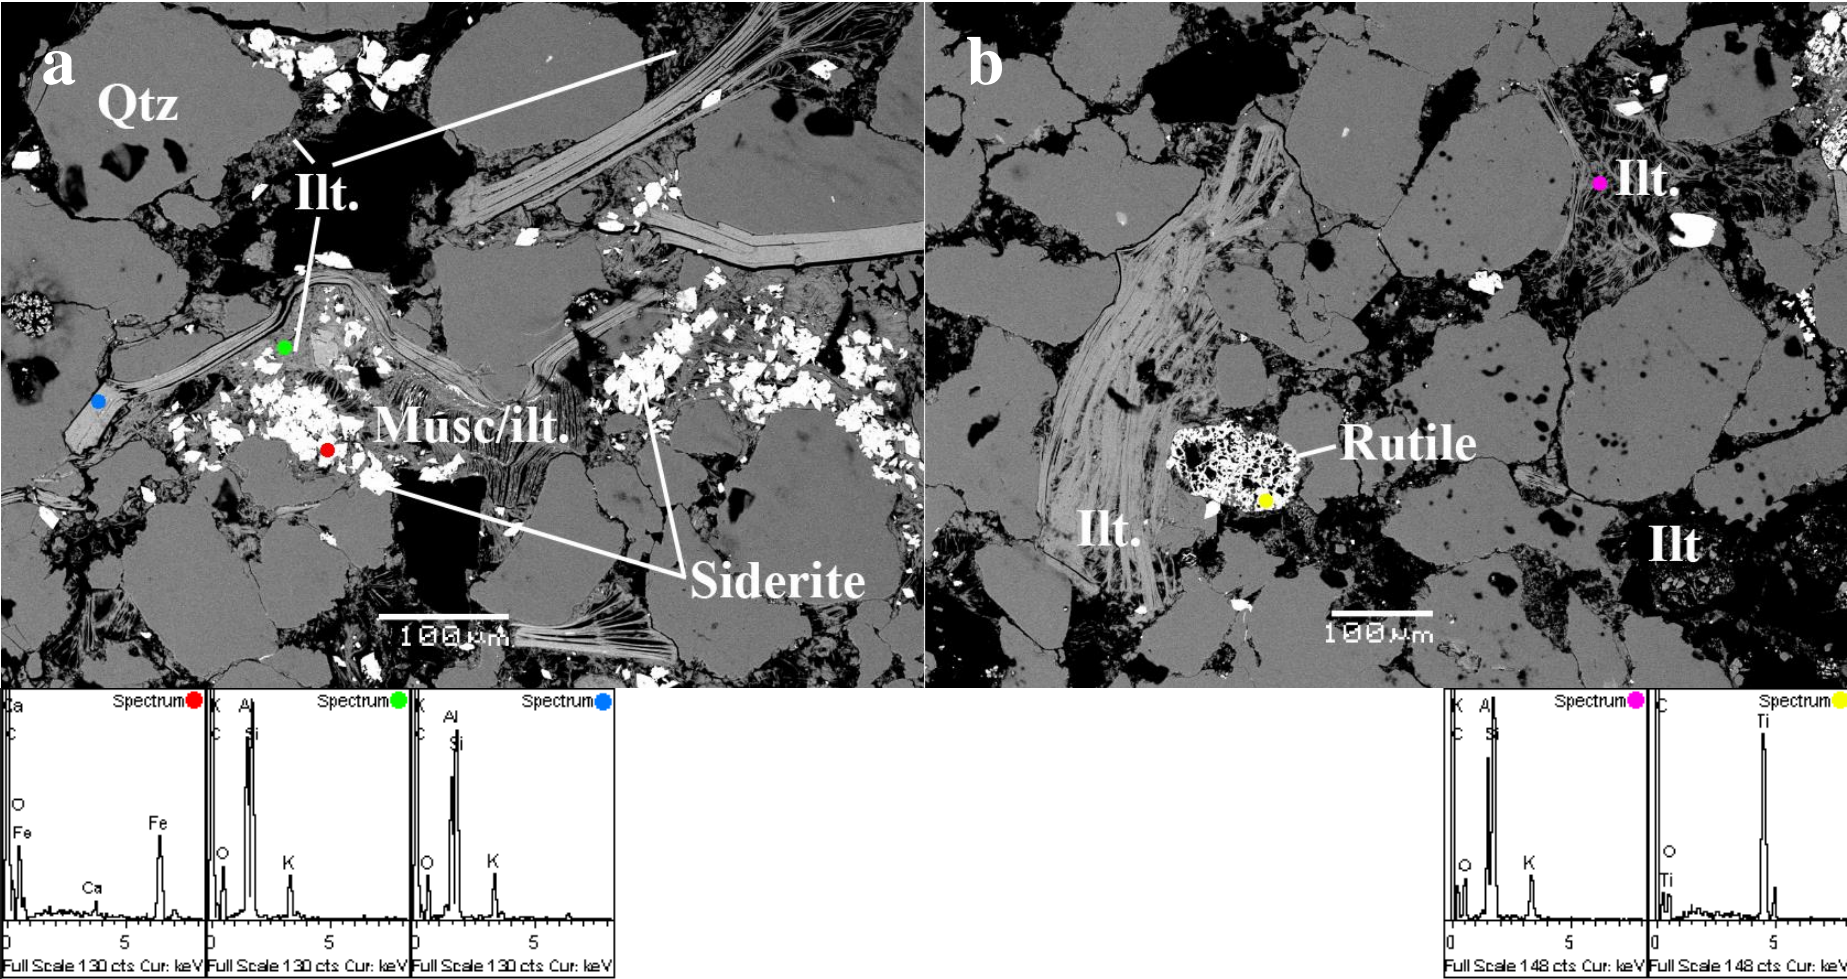 a
Qtz
Ilt.
Musc/ilt.
Siderite
100µm
b
Ilt.
Rutile
Ilt.
Ilt
100µm
Spectrum
Ca
C
O
Fe
Ca
Fe
0 5
Full Scale 130 cts Cur: keV
Spectrum
K
C
Al
Si
O
K
0 5
Full Scale 130 cts Cur: keV
Spectrum
K
C
Al
Si
O
K
0 5
Full Scale 130 cts Cur: keV
Spectrum
K
C
A
Si
O
K
0 5
Full Scale 148 cts Cur: keV
Spectrum
C
Ti
O
Ti
0 5
Full Scale 148 cts Cur: keV